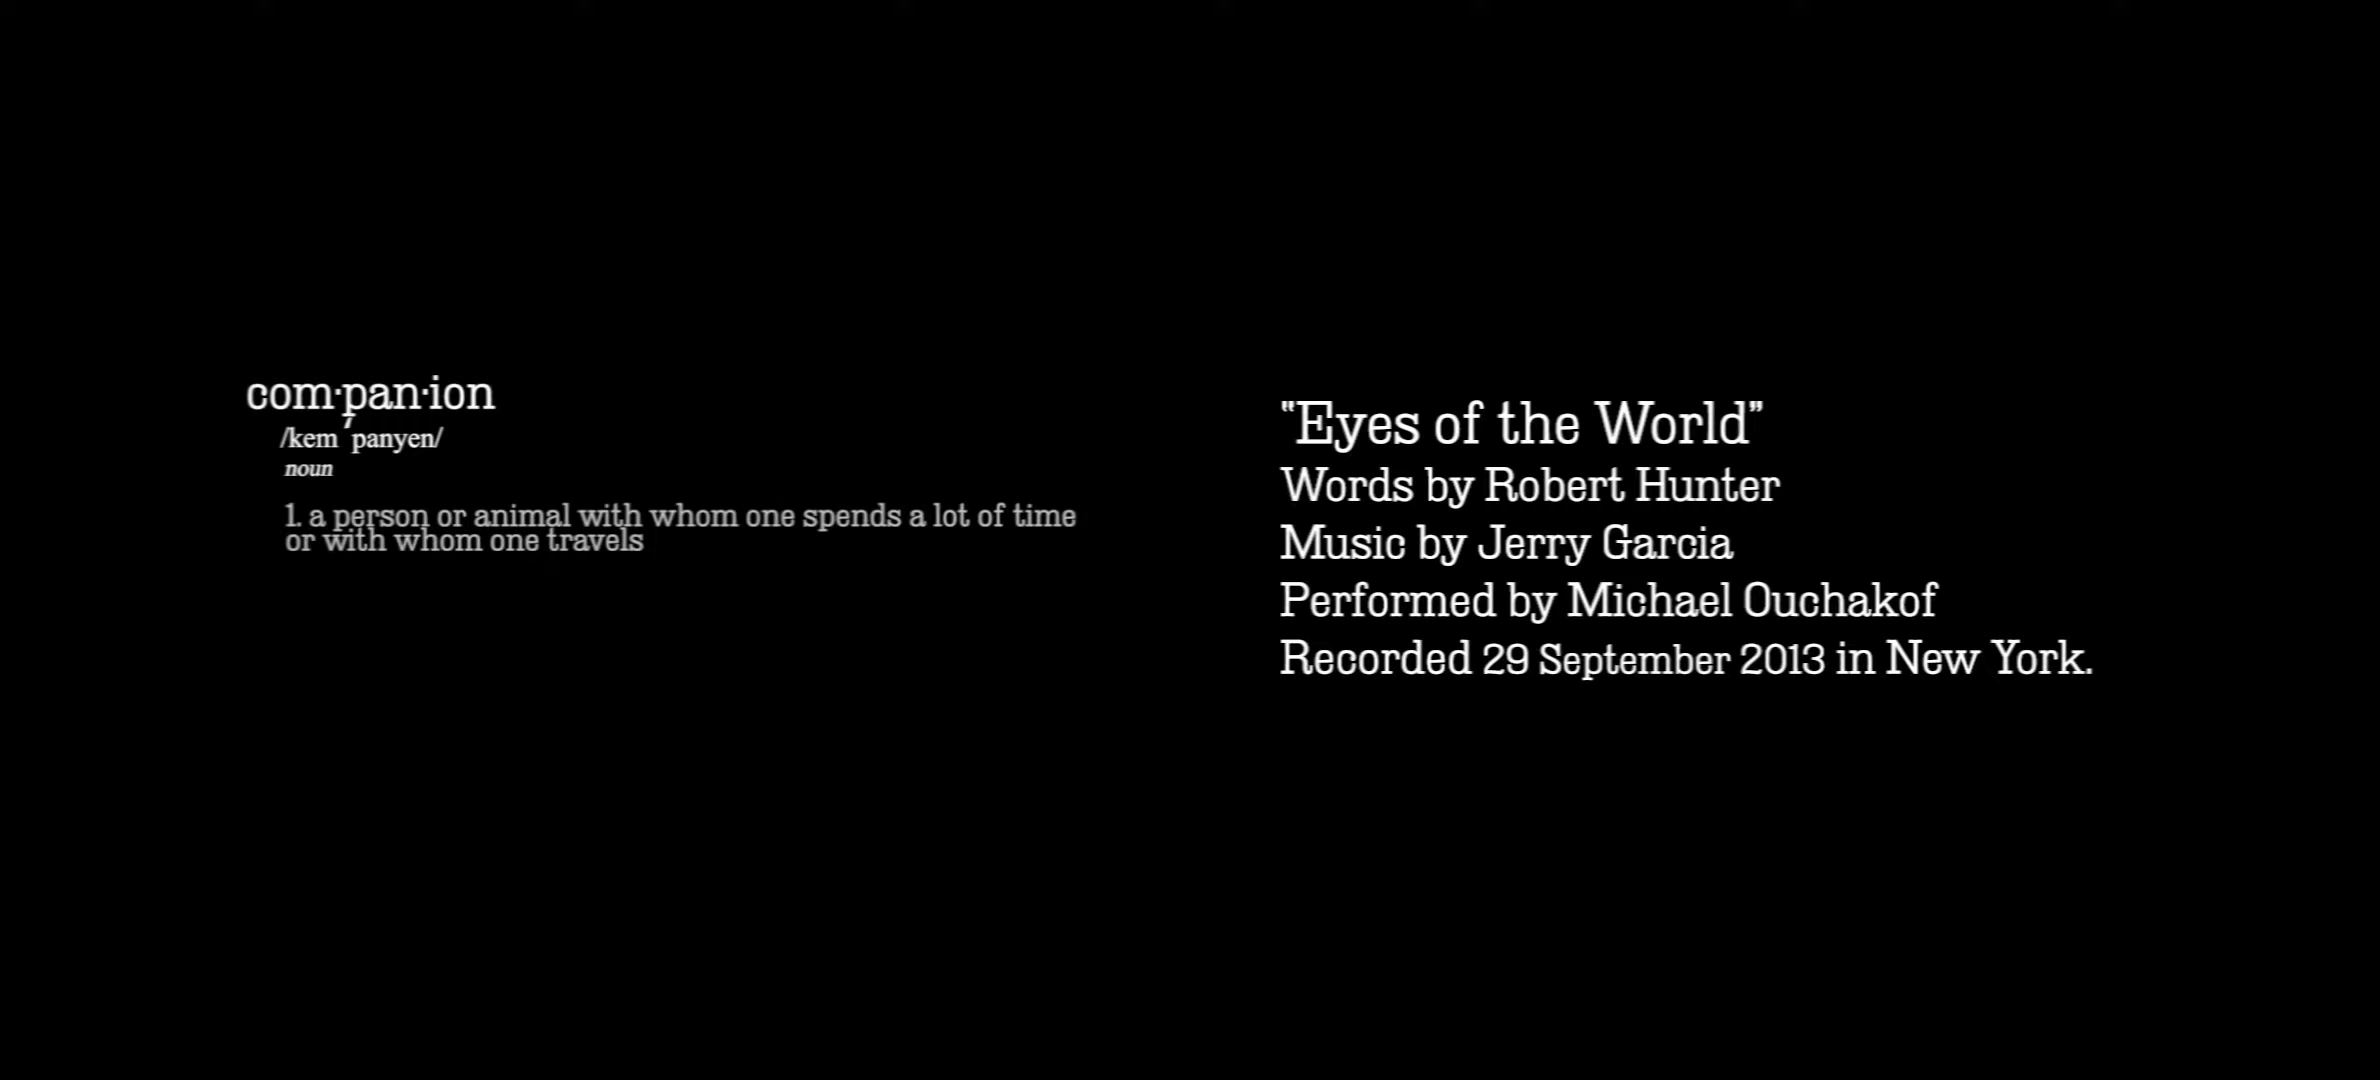 com·pan·ion
/kem ′panyen/
noun
1. a person or animal with whom one spends a lot of time
or with whom one travels
"Eyes of the World"
Words by Robert Hunter
Music by Jerry Garcia
Performed by Michael Ouchakof
Recorded 29 September 2013 in New York.